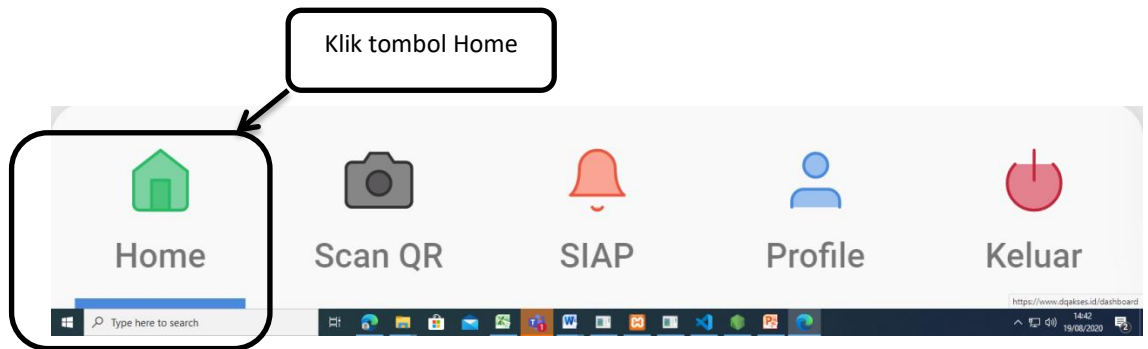 Klik tombol Home
Home Scan QR SIAP Profile Keluar
https://www.dqakses.id/dashboard
Type here to search
14:42
19/08/2020
2